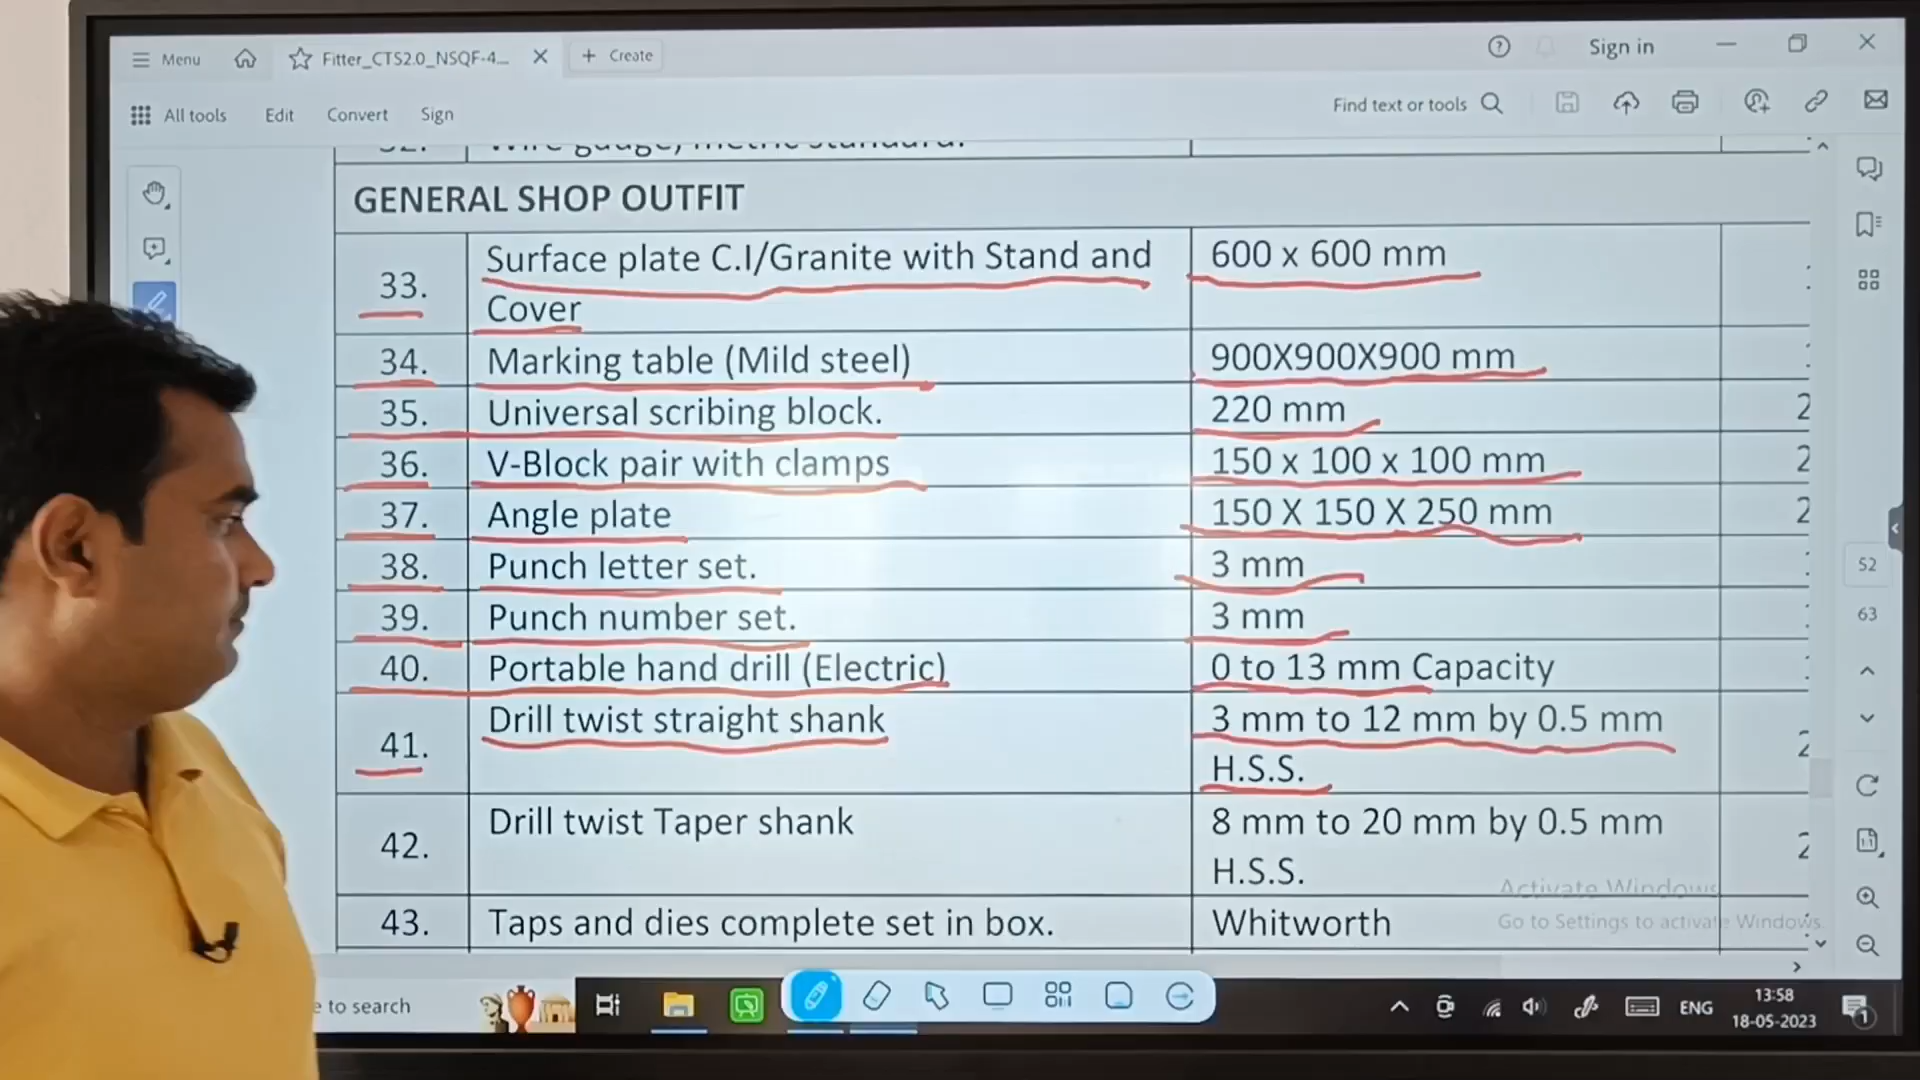 Menu
Fitter_CTS2.0_NSQF-4...
+ Create
Sign in
All tools
Edit
Convert
Sign
Find text or tools
32. Wire gauge, metric standard.
GENERAL SHOP OUTFIT
33. Surface plate C.I/Granite with Stand and Cover 600 x 600 mm
34. Marking table (Mild steel) 900X900X900 mm
35. Universal scribing block. 220 mm 2
36. V-Block pair with clamps 150 x 100 x 100 mm 2
37. Angle plate 150 X 150 X 250 mm 2
38. Punch letter set. 3 mm
39. Punch number set. 3 mm
40. Portable hand drill (Electric) 0 to 13 mm Capacity
41. Drill twist straight shank 3 mm to 12 mm by 0.5 mm H.S.S. 2
42. Drill twist Taper shank 8 mm to 20 mm by 0.5 mm H.S.S. 2
43. Taps and dies complete set in box. Whitworth
52
63
Activate Windows
Go to Settings to activate Windows.
e to search
ENG
13:58
18-05-2023
1